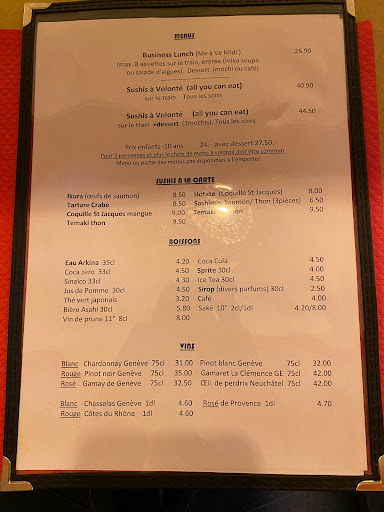 MENUS
Business Lunch (Me à Ve Midi ) 26.90
(max. 8 assiettes sur le train, entrée (miso soupe
ou salade d'algues). Dessert (mochi ou café)
Sushis à Volonté (all you can eat) 40.90
sur le train Tous les soirs
Sushis à Volonté (all you can eat) 44.50
sur le train +dessert (2mochis). Tous les soirs
Prix enfants -10 ans 24.- avec dessert 27.50.-
Pour 2 personnes et plus le choix de menu à volonté doit être commun
Menu ou partie des menus pas disponibles à l'emporter
SUSHIS A LA CARTE
Ikura (œufs de saumon) 8.50 Hotate (Coquille St Jacques) 8.00
Tartare Crabe 8.50 Sashimis Saumon/ Thon (3pièces) 6.50
Coquille St Jacques mangue 9.00 Temaki thon 9.50
Temaki thon 9.50
BOISSONS
Eau Arkina 35cl 4.20 Coca Cola 4.50
Coca zero 33cl 4.50 Sprite 30cl 4.00
Sinalco 33cl 4.30 Ice Tea 30cl 4.50
Jus de Pomme 30cl 4.50 Sirop (divers parfums) 30cl 2.50
Thé vert japonais 3.20 Café 4.00
Bière Asahi 30cl 5.80 Saké 10° 2cl/1dl 4.20/8.00
Vin de prune 11° 8cl 8.00
VINS
Blanc Chardonnay Genève 75cl 31.00 Pinot blanc Genève 75cl 32.00
Rouge Pinot noir Genève 75cl 35.00 Gamaret La Clémence GE 75cl 42.00
Rosé Gamay de Genève 75cl 32.50 Œil de perdrix Neuchâtel 75cl 42.00
Blanc Chasselas Genève 1dl 4.60 Rosé de Provence 1dl 4.70
Rouge Côtes du Rhône 1dl 4.60